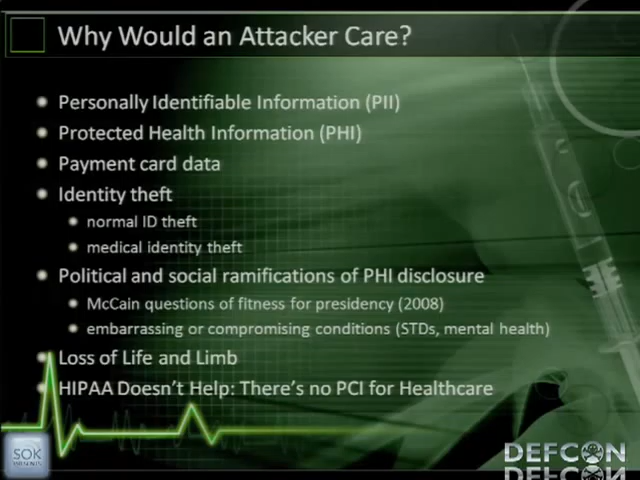 Why Would an Attacker Care?
Personally Identifiable Information (PII)
Protected Health Information (PHI)
Payment card data
Identity theft
normal ID theft
medical identity theft
Political and social ramifications of PHI disclosure
McCain questions of fitness for presidency (2008)
embarrassing or compromising conditions (STDs, mental health)
Loss of Life and Limb
HIPAA Doesn't Help: There's no PCI for Healthcare
SOK
PRESENTS
DEFCON